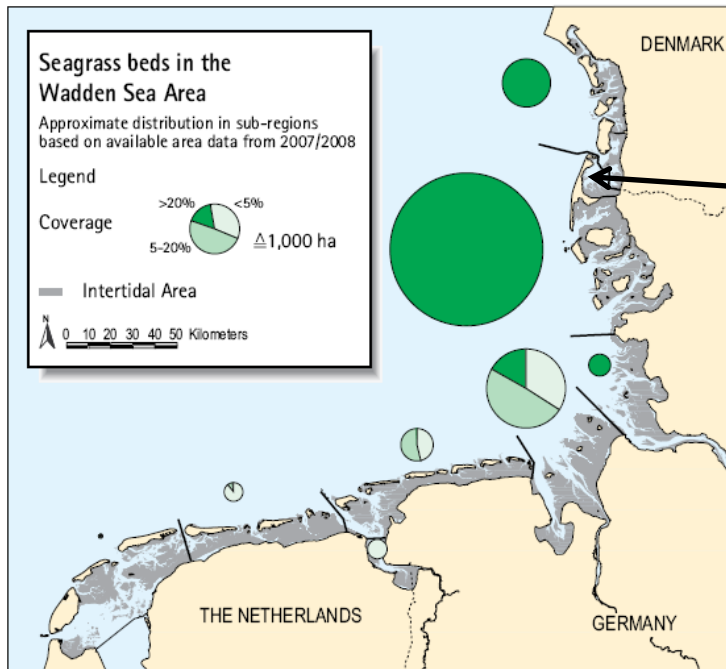 Seagrass beds in the
Wadden Sea Area
Approximate distribution in sub-regions
based on available area data from 2007/2008
Legend
Coverage
>20%
<5%
5-20%
≙1,000 ha
Intertidal Area
N
0 10 20 30 40 50 Kilometers
DENMARK
THE NETHERLANDS
GERMANY